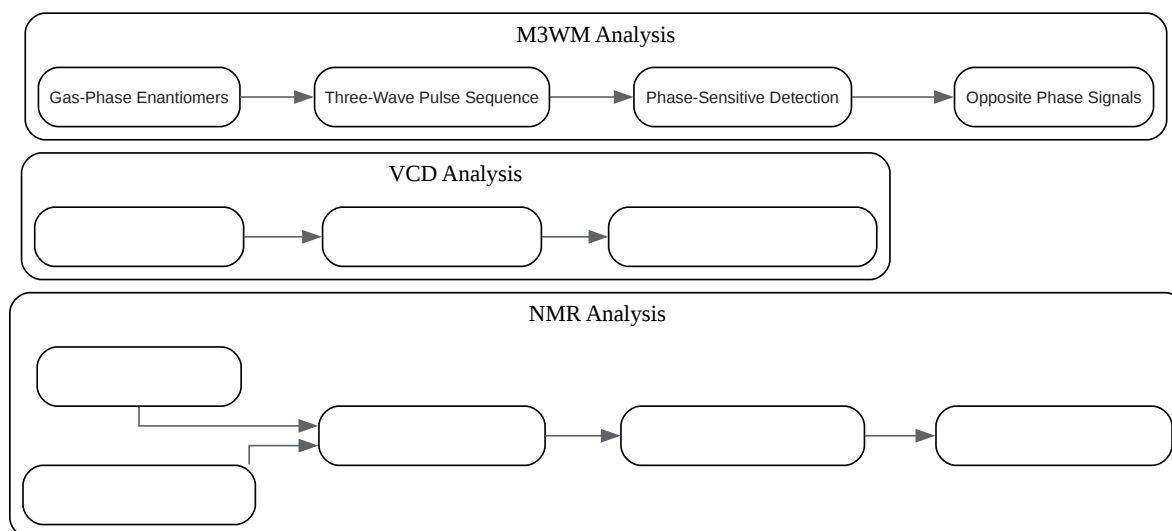 M3WM Analysis
Gas-Phase Enantiomers
Three-Wave Pulse Sequence
Phase-Sensitive Detection
Opposite Phase Signals
VCD Analysis
NMR Analysis